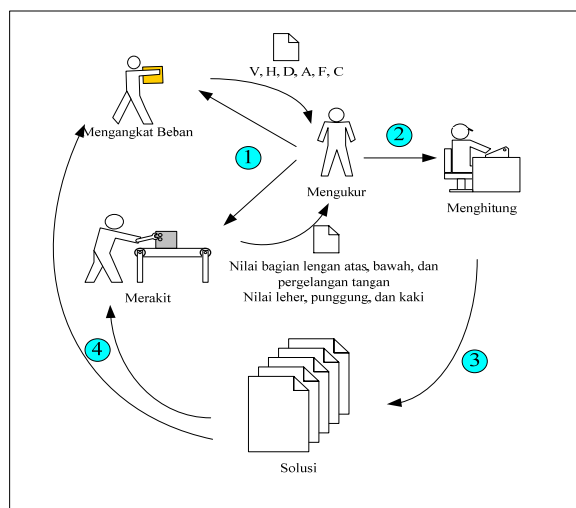 V, H, D, A, F, C
Mengangkat Beban
1
2
Mengukur
Menghitung
Merakit
Nilai bagian lengan atas, bawah, dan
pergelangan tangan
Nilai leher, punggung, dan kaki
4
3
Solusi